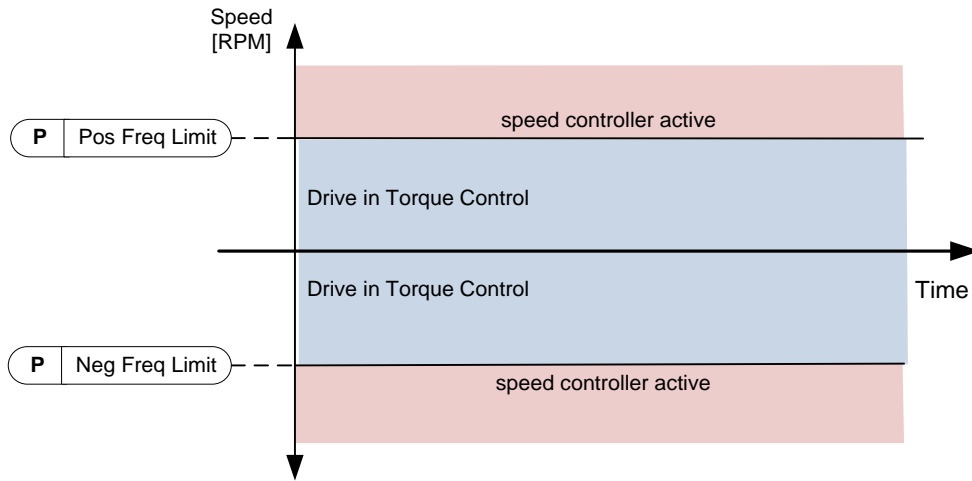 Speed
[RPM]
speed controller active
P Pos Freq Limit
Drive in Torque Control
Drive in Torque Control
Time
P Neg Freq Limit
speed controller active